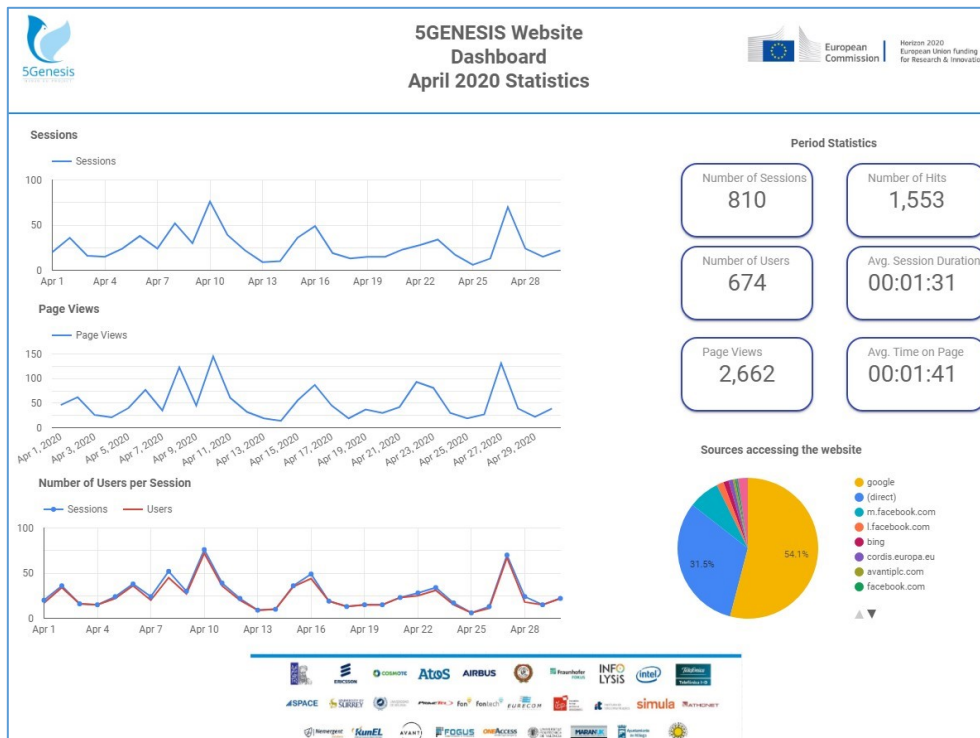 5GENESIS Website
Dashboard
April 2020 Statistics
5Genesis
European
Commission
Horizon 2020
European Union funding
for Research & Innovatio
Sessions
Sessions
100
50
0
Apr 1
Apr 4
Apr 7
Apr 10
Apr 13
Apr 16
Apr 19
Apr 22
Apr 25
Apr 28
Page Views
Page Views
150
100
50
0
Apr 1, 2020
Apr 3, 2020
Apr 5, 2020
Apr 7, 2020
Apr 9, 2020
Apr 11, 2020
Apr 13, 2020
Apr 15, 2020
Apr 17, 2020
Apr 19, 2020
Apr 21, 2020
Apr 23, 2020
Apr 25, 2020
Apr 27, 2020
Apr 29, 2020
Number of Users per Session
Sessions
Users
100
50
0
Apr 1
Apr 4
Apr 7
Apr 10
Apr 13
Apr 16
Apr 19
Apr 22
Apr 25
Apr 28
Period Statistics
Number of Sessions
810
Number of Hits
1,553
Number of Users
674
Avg. Session Duration
00:01:31
Page Views
2,662
Avg. Time on Page
00:01:41
Sources accessing the website
54.1%
31.5%
google
(direct)
m.facebook.com
l.facebook.com
bing
cordis.europa.eu
avantiplc.com
facebook.com
ERICSSON
COSMOTE
Atos
AIRBUS
Fraunhofer
FOKUS
INFO
LYSiS
intel
Telefónica
Telefónica I+D
SPACE
SURREY
Fon
Fontech
EURECOM
simula
ATHONET
Nemergent
RunEL
AVANTI
FOGUS
ONEACCESS
MARAN